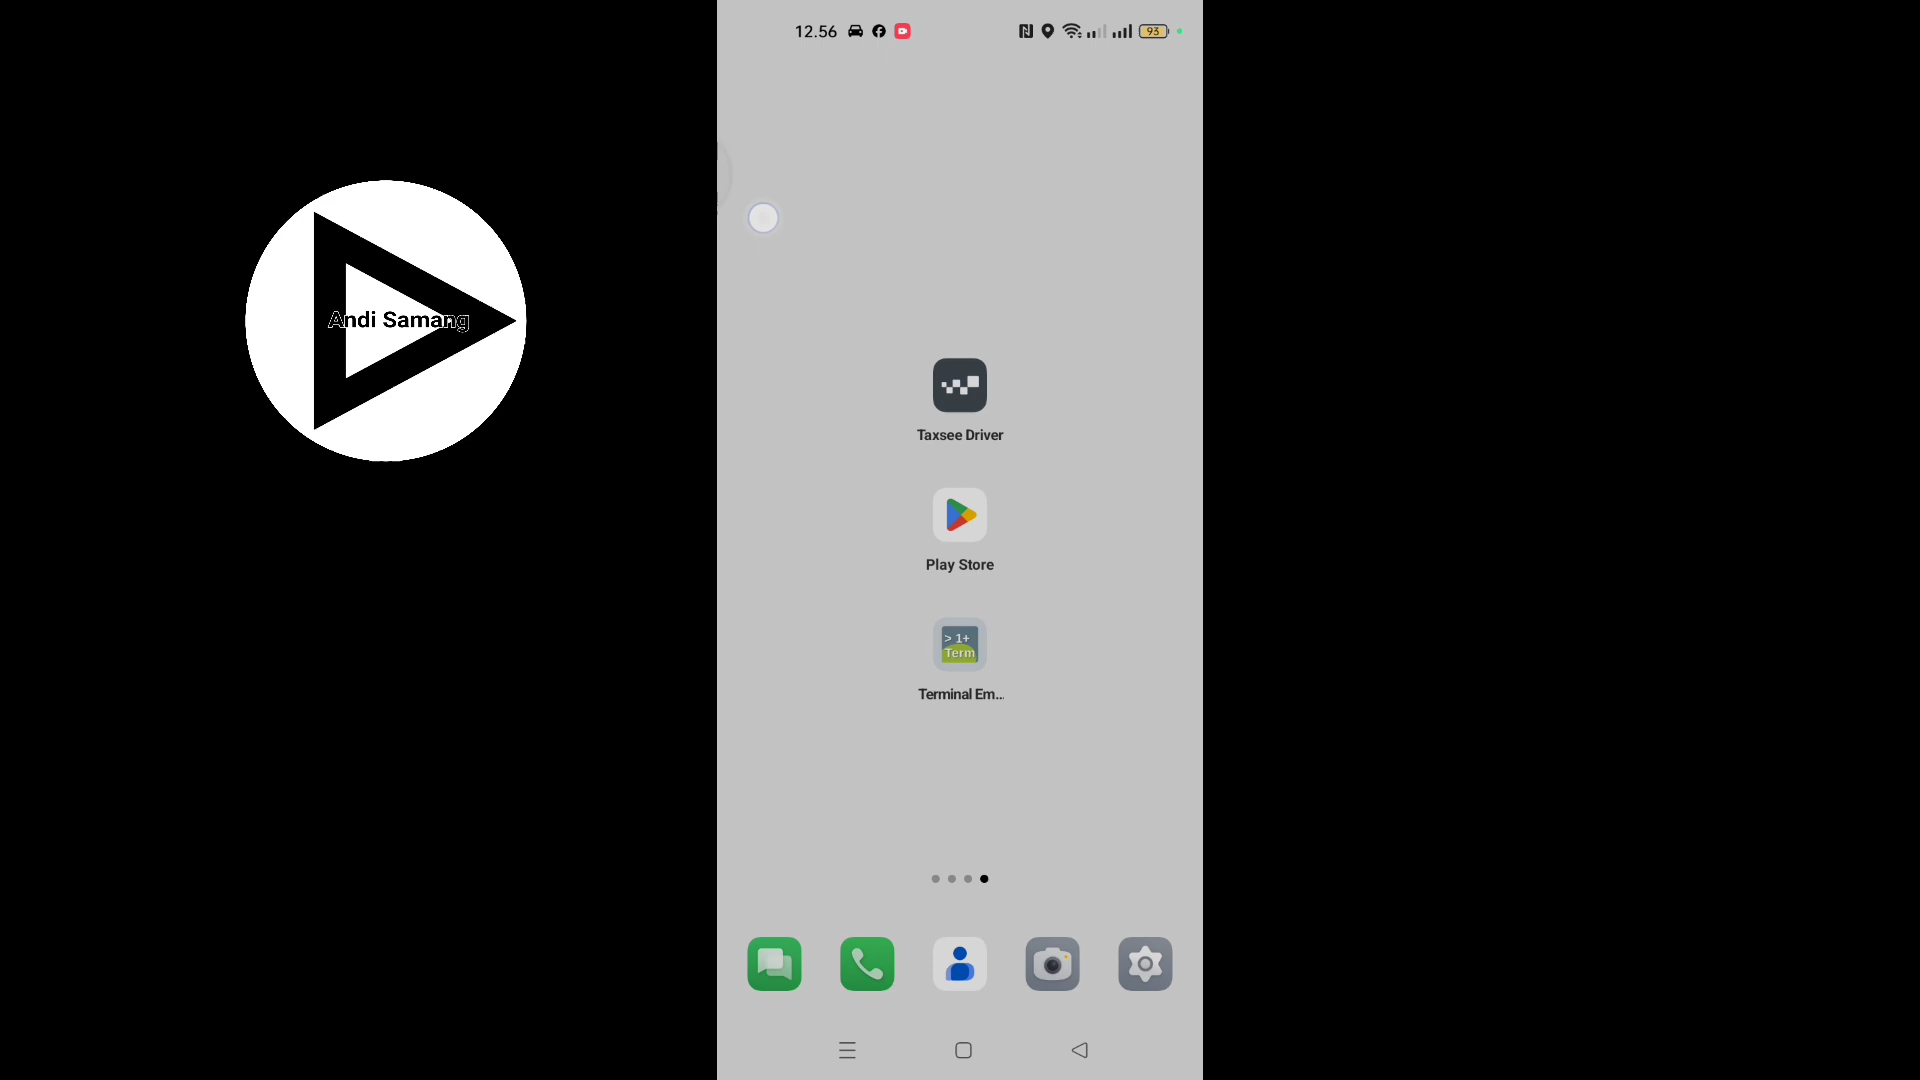 12.56
93
Andi Samang
Taxsee Driver
Play Store
> 1+
Term
Terminal Em...